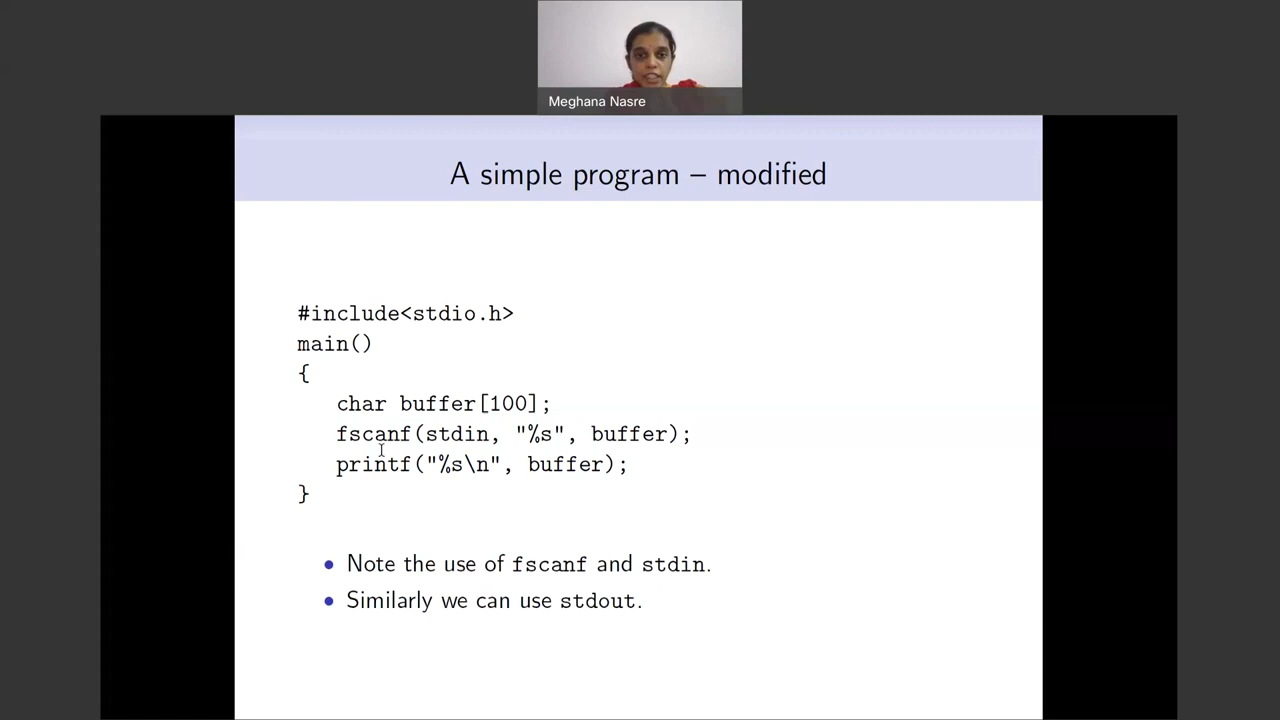 Meghana Nasre
A simple program – modified
#include<stdio.h>
main()
{
char buffer[100];
fscanf(stdin, "%s", buffer);
printf("%s\n", buffer);
}
• Note the use of fscanf and stdin.
• Similarly we can use stdout.